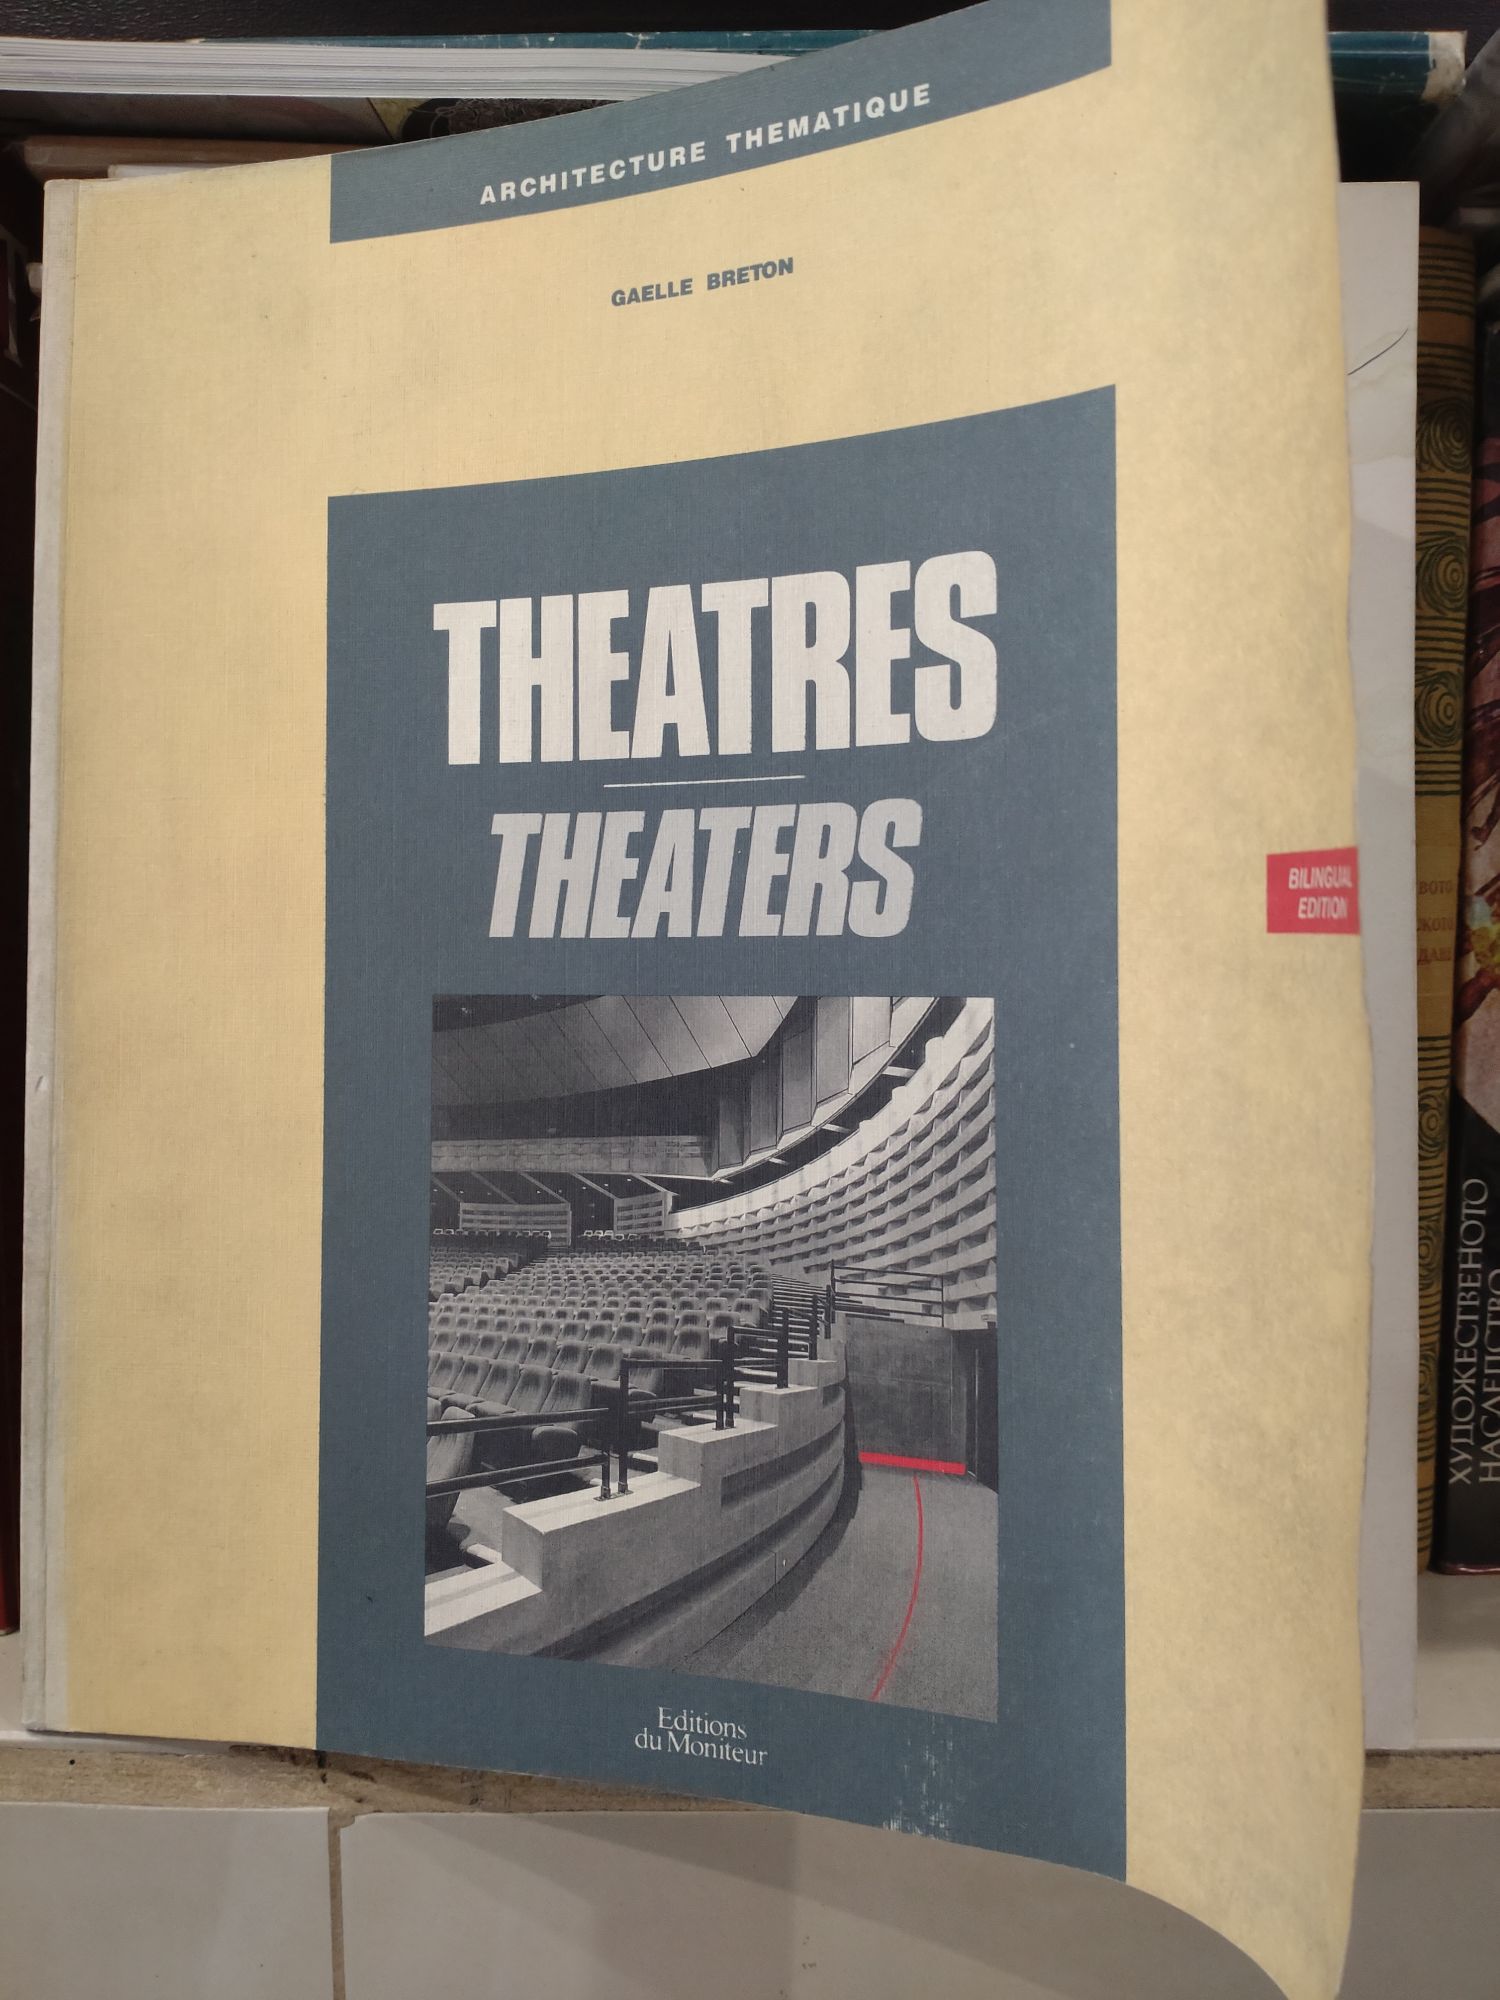 ARCHITECTURE THEMATIQUE
GAELLE BRETON
THEATRES
THEATERS
BILINGUAL
EDITION
Editions
du Moniteur
ХУДОЖЕСТВЕНОТО
НАСЛЕДСТВО